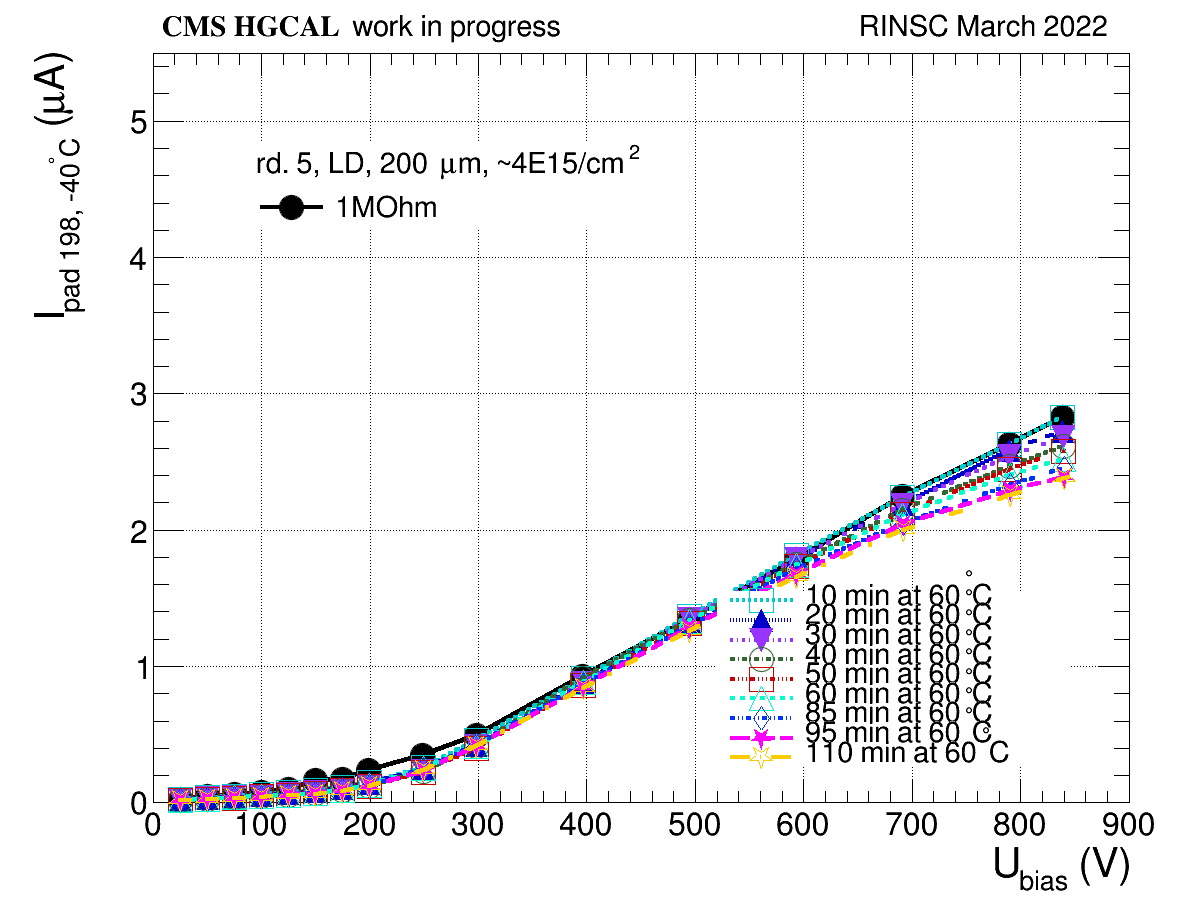 CMS HGCAL work in progress RINSC March 2022
I pad 198, -40°C (μA)
5
4
3
2
1
0
rd. 5, LD, 200 μm, ~4E15/cm²
1MOhm
10 min at 60°C
20 min at 60°C
30 min at 60°C
40 min at 60°C
50 min at 60°C
60 min at 60°C
85 min at 60°C
95 min at 60°C
110 min at 60°C
0 100 200 300 400 500 600 700 800 900
U bias (V)